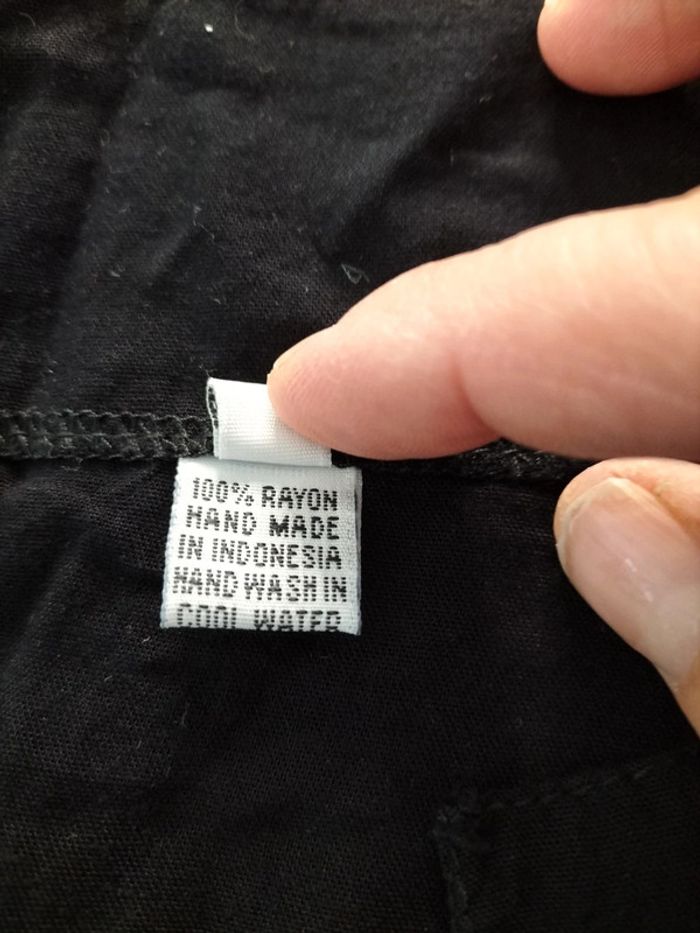 100% RAYON
HAND MADE
IN INDONESIA
HAND WASH IN
COOL WATER